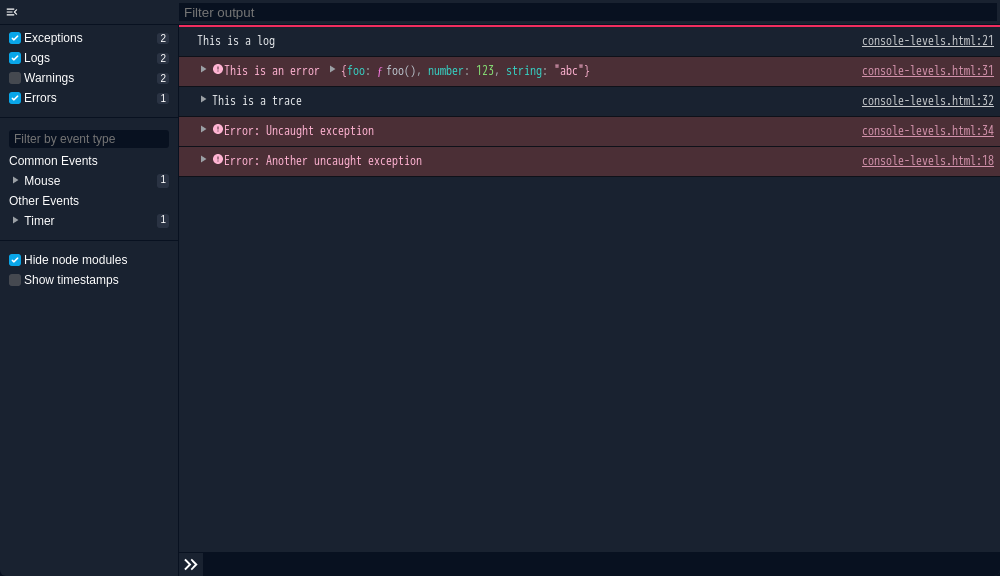 Filter output
Exceptions 2
Logs 2
Warnings 2
Errors 1
Filter by event type
Common Events
Mouse 1
Other Events
Timer 1
Hide node modules
Show timestamps
This is a log console-levels.html:21
This is an error {foo: ƒ foo(), number: 123, string: "abc"} console-levels.html:31
This is a trace console-levels.html:32
Error: Uncaught exception console-levels.html:34
Error: Another uncaught exception console-levels.html:18